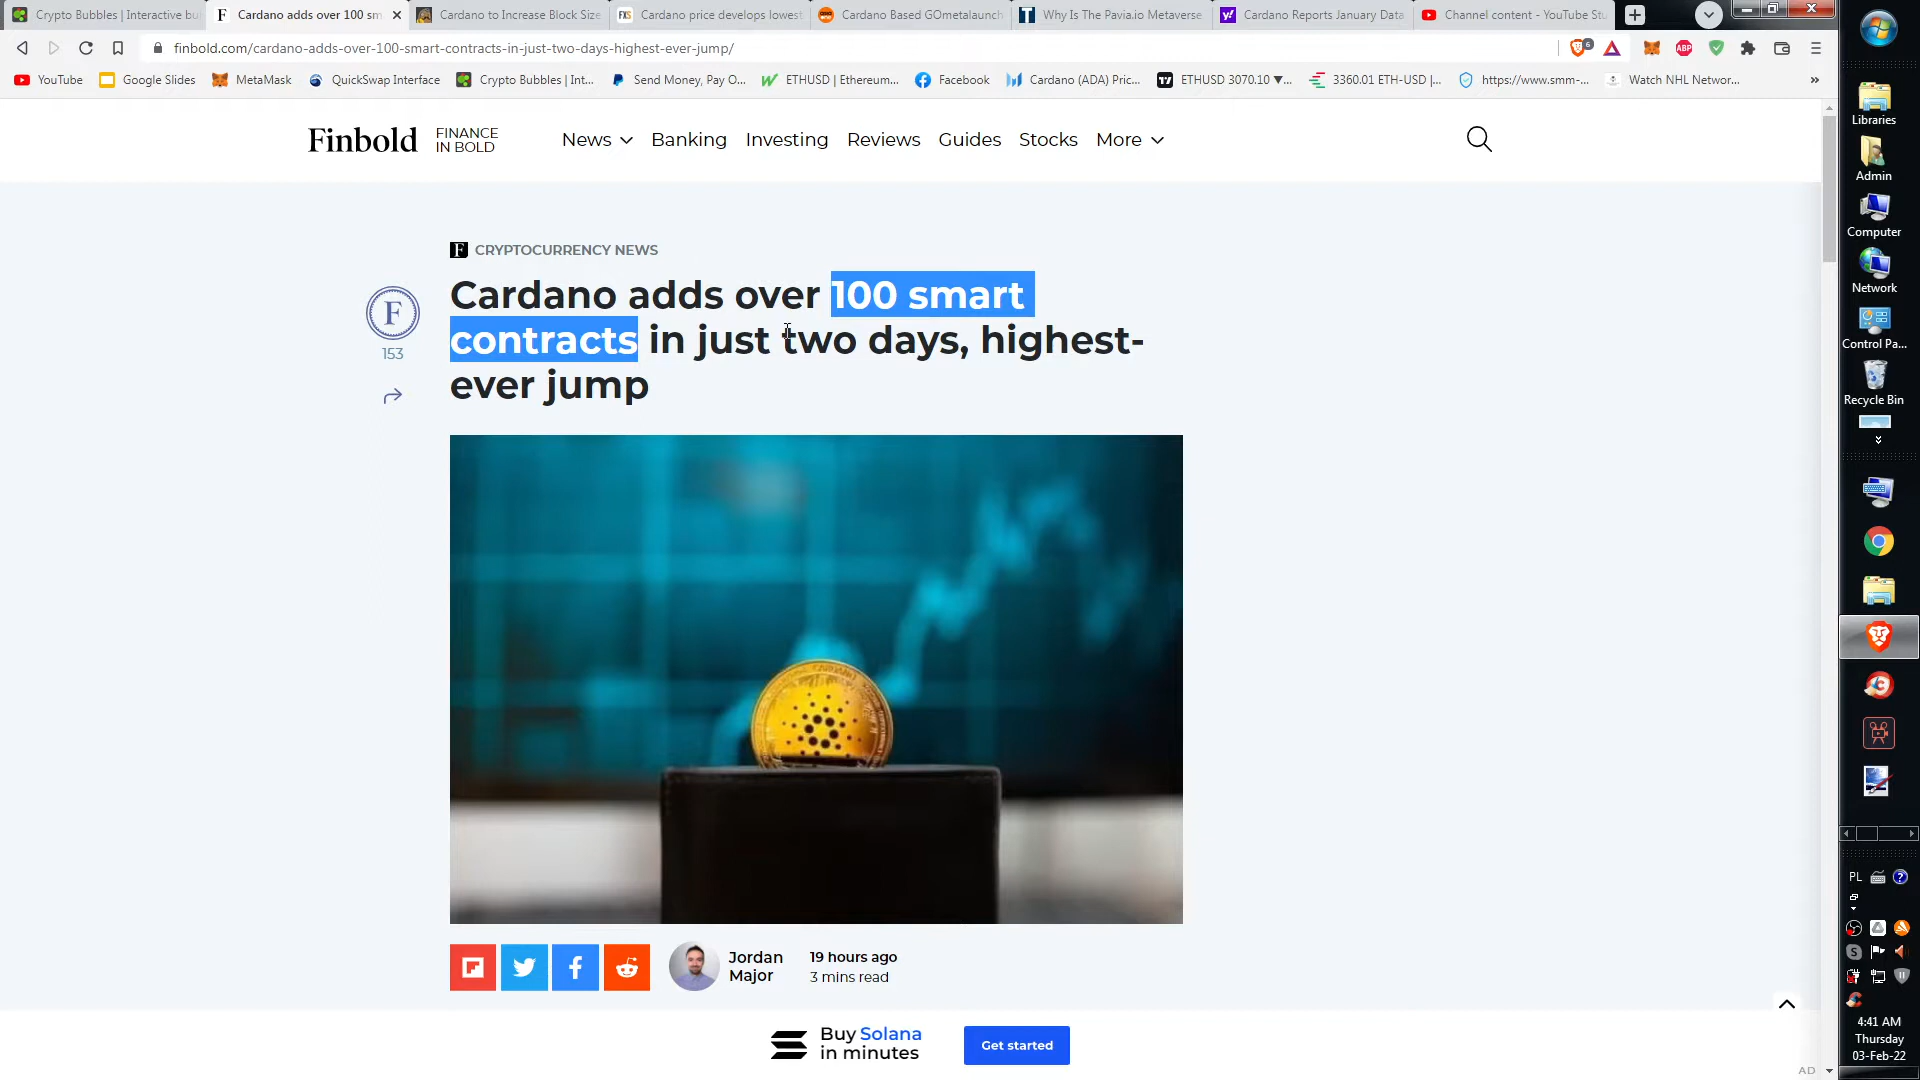 Crypto Bubbles | Interactive bu
Cardano adds over 100 sm
Cardano to Increase Block Size
Cardano price develops lowest
Cardano Based GOmetalaunch
Why Is The Pavia.io Metaverse
Cardano Reports January Data
Channel content - YouTube Stu
finbold.com/cardano-adds-over-100-smart-contracts-in-just-two-days-highest-ever-jump/
6
ABP
YouTube
Google Slides
MetaMask
QuickSwap Interface
Crypto Bubbles | Int...
Send Money, Pay O...
ETHUSD | Ethereum...
Facebook
Cardano (ADA) Pric...
ETHUSD 3070.10 ▼...
3360.01 ETH-USD |...
https://www.smm-...
Watch NHL Networ...
»
Finbold
FINANCE
IN BOLD
News
Banking
Investing
Reviews
Guides
Stocks
More
F CRYPTOCURRENCY NEWS
Cardano adds over 100 smart
contracts in just two days, highest-
ever jump
F
153
Jordan
Major
19 hours ago
3 mins read
Buy Solana
in minutes
Get started
AD
Libraries
Admin
Computer
Network
Control Pa...
Recycle Bin
PL
4:41 AM
Thursday
03-Feb-22